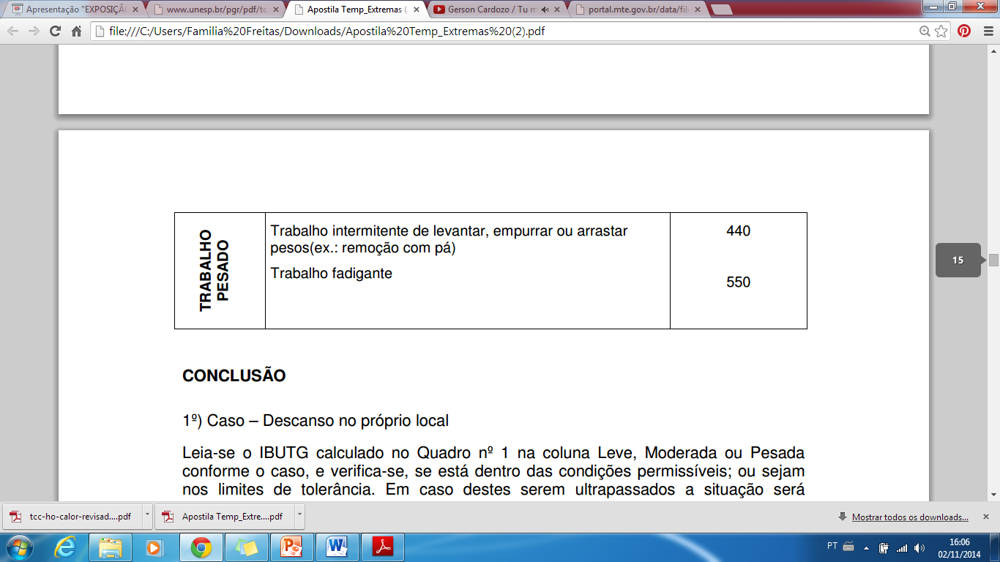 Apresentação "EXPOSIÇÃ
www.unesp.br/pgr/pdf/tc
Apostila Temp_Extremas (
Gerson Cardozo / Tu m
portal.mte.gov.br/data/fil
file:///C:/Users/Familia%20Freitas/Downloads/Apostila%20Temp_Extremas%20(2).pdf
TRABALHO
PESADO
Trabalho intermitente de levantar, empurrar ou arrastar
pesos(ex.: remoção com pá)
440
Trabalho fadigante
550
15
CONCLUSÃO
1º) Caso – Descanso no próprio local
Leia-se o IBUTG calculado no Quadro nº 1 na coluna Leve, Moderada ou Pesada
conforme o caso, e verifica-se, se está dentro das condições permissíveis; ou sejam
nos limites de tolerância. Em caso destes serem ultrapassados a situação será
tcc-ho-calor-revisad....pdf
Apostila Temp_Extre....pdf
Mostrar todos os downloads...
PT
16:06
02/11/2014